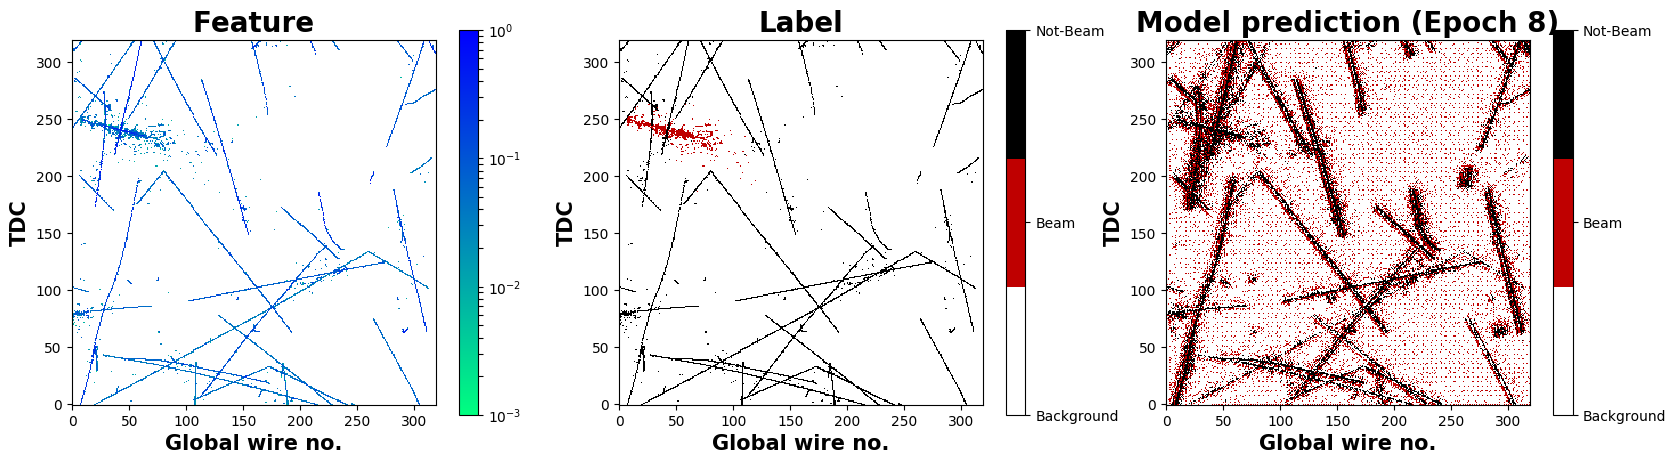 Feature
TDC
300
250
200
150
100
50
0
0 50 100 150 200 250 300
Global wire no.
10^0
10^−1
10^−2
10^−3
Label
TDC
300
250
200
150
100
50
0
0 50 100 150 200 250 300
Global wire no.
Not-Beam
Beam
Background
Model prediction (Epoch 8)
TDC
300
250
200
150
100
50
0
0 50 100 150 200 250 300
Global wire no.
Not-Beam
Beam
Background